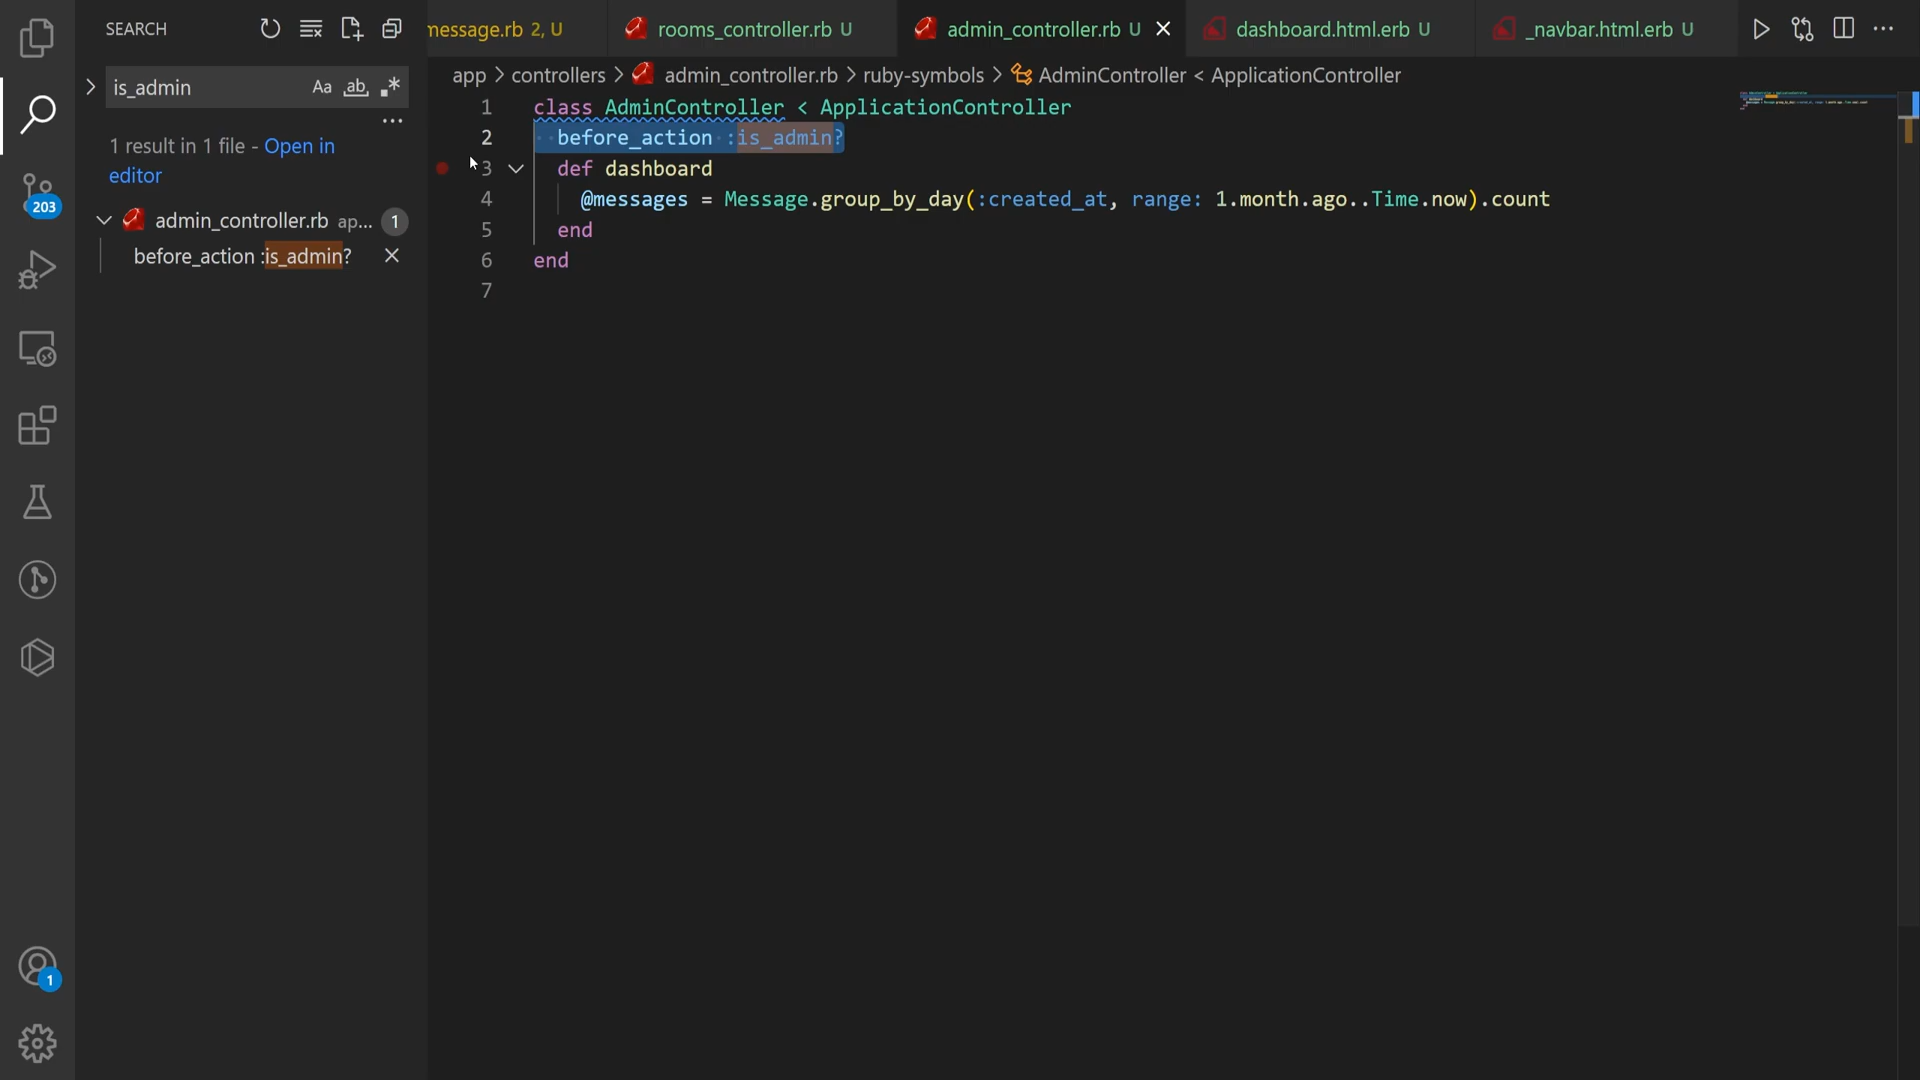 SEARCH
is_admin
Aa
ab
.*
1 result in 1 file - Open in
editor
admin_controller.rb ap... 1
before_action :is_admin?
203
1
message.rb 2, U
rooms_controller.rb U
admin_controller.rb U
dashboard.html.erb U
_navbar.html.erb U
app > controllers > admin_controller.rb > ruby-symbols > AdminController < ApplicationController
1 class AdminController < ApplicationController
2 before_action :is_admin?
3 def dashboard
4 @messages = Message.group_by_day(:created_at, range: 1.month.ago..Time.now).count
5 end
6 end
7